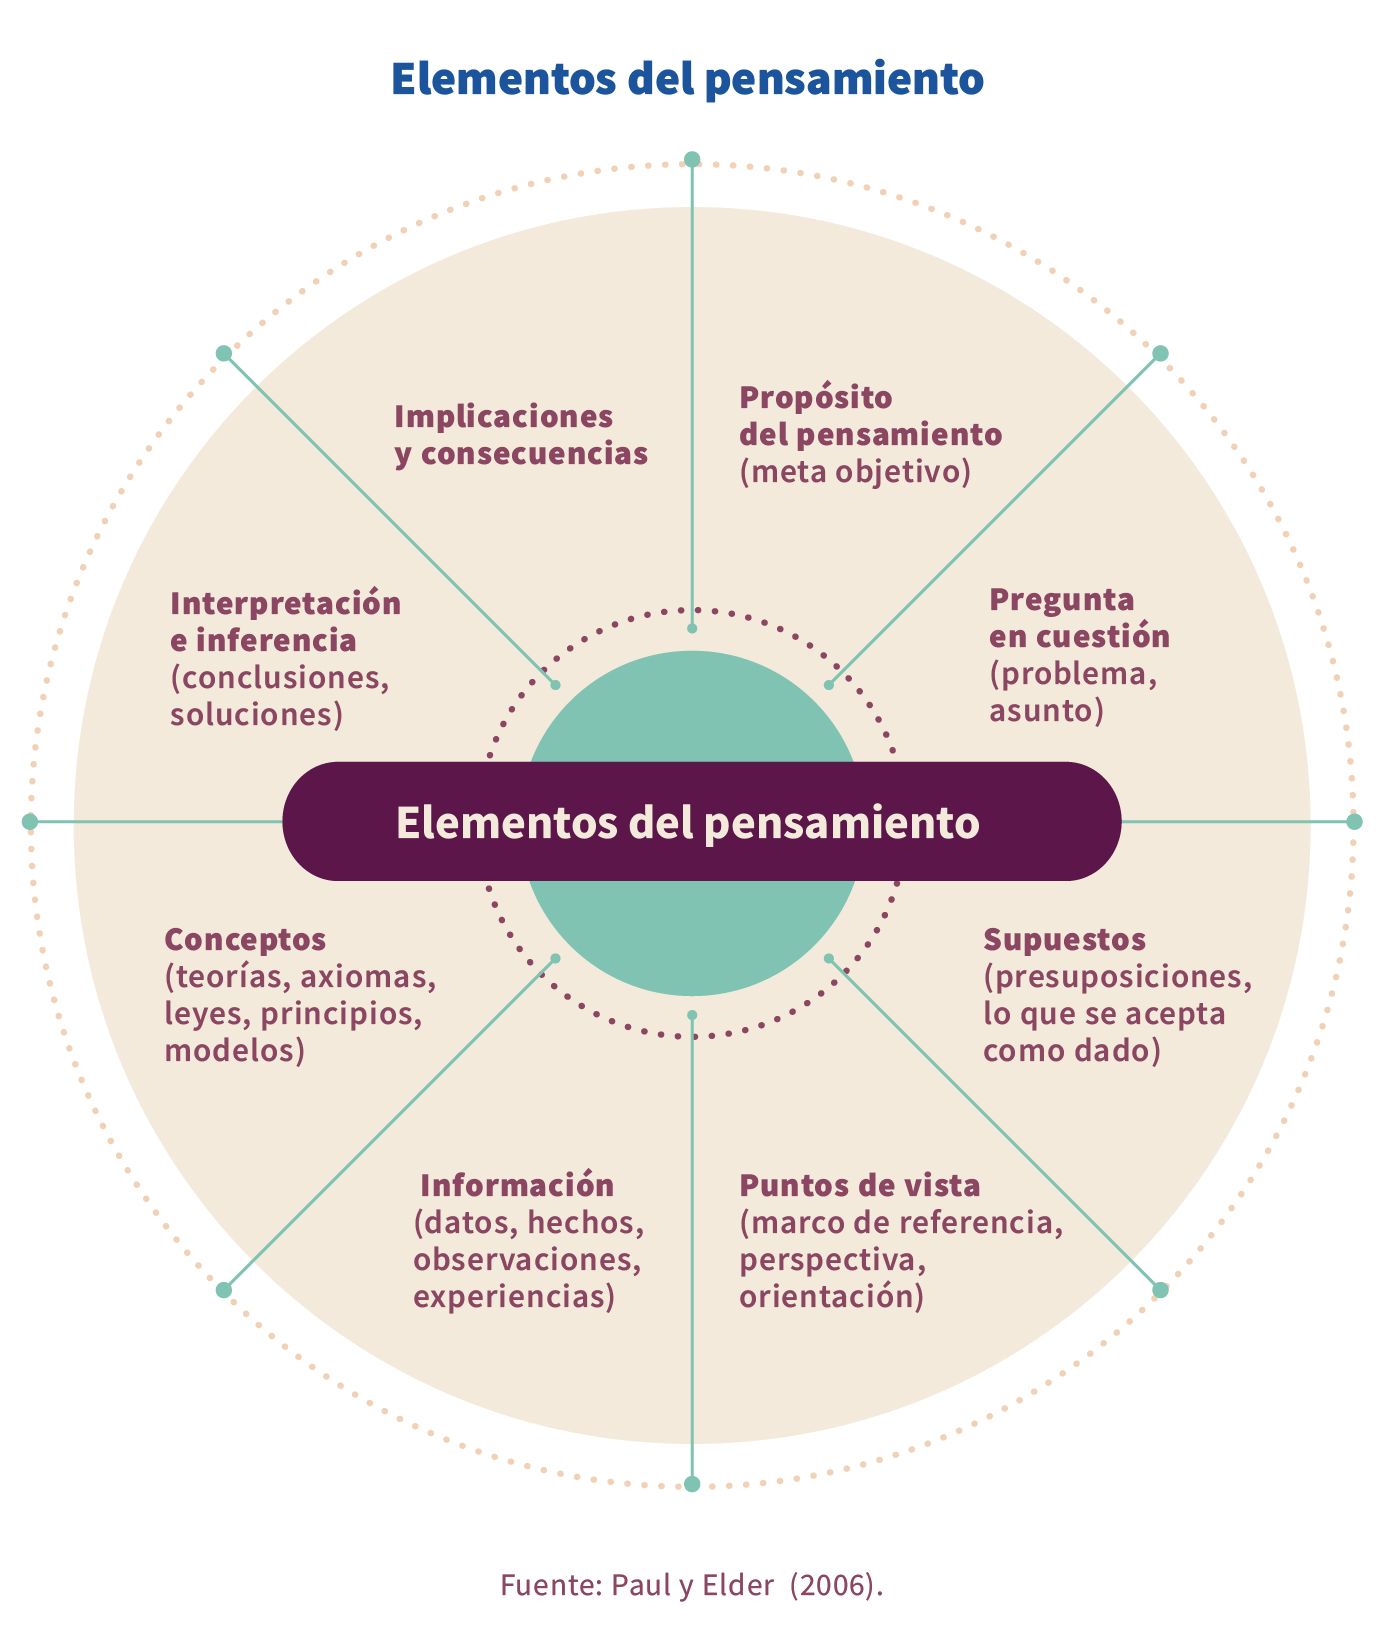 Elementos del pensamiento
Implicaciones
y consecuencias
Propósito
del pensamiento
(meta objetivo)
Interpretación
e inferencia
(conclusiones,
soluciones)
Pregunta
en cuestión
(problema,
asunto)
Elementos del pensamiento
Conceptos
(teorías, axiomas,
leyes, principios,
modelos)
Supuestos
(presuposiciones,
lo que se acepta
como dado)
Información
(datos, hechos,
observaciones,
experiencias)
Puntos de vista
(marco de referencia,
perspectiva,
orientación)
Fuente: Paul y Elder (2006).